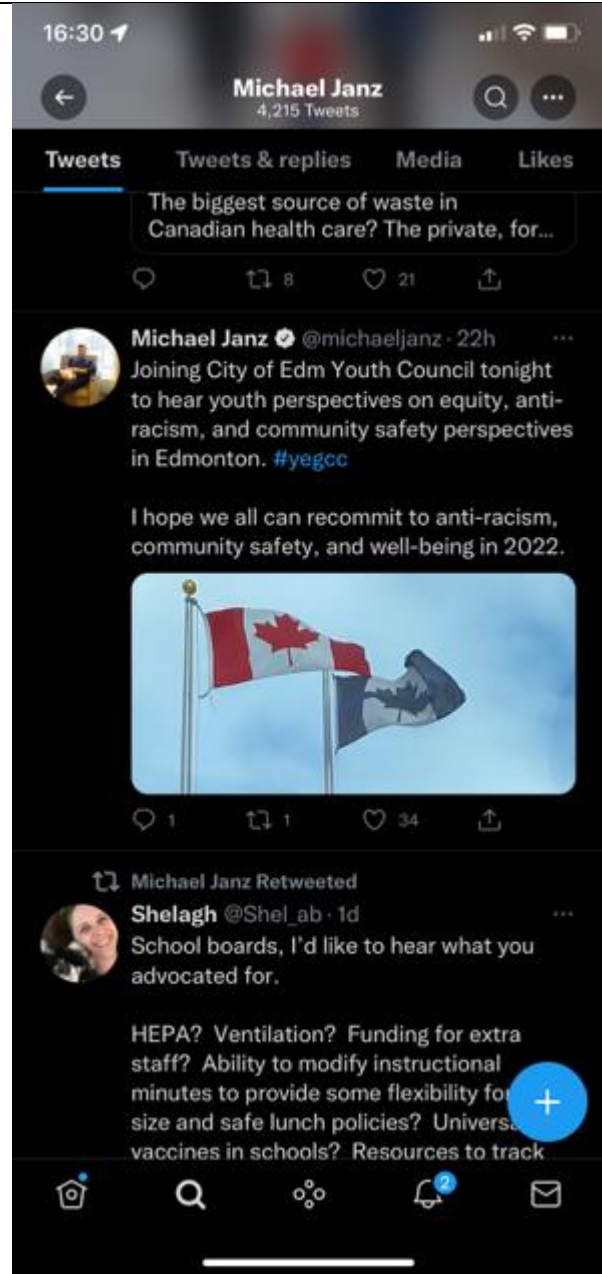 16:30
Michael Janz
4,215 Tweets
Tweets Tweets & replies Media Likes
The biggest source of waste in
Canadian health care? The private, for...
8 21
Michael Janz @michaeljanz · 22h
Joining City of Edm Youth Council tonight
to hear youth perspectives on equity, anti-
racism, and community safety perspectives
in Edmonton. #yegcc
I hope we all can recommit to anti-racism,
community safety, and well-being in 2022.
1 1 34
Michael Janz Retweeted
Shelagh @Shel_ab · 1d
School boards, I'd like to hear what you
advocated for.
HEPA? Ventilation? Funding for extra
staff? Ability to modify instructional
minutes to provide some flexibility for
size and safe lunch policies?
vaccines in schools? Resources to track
2